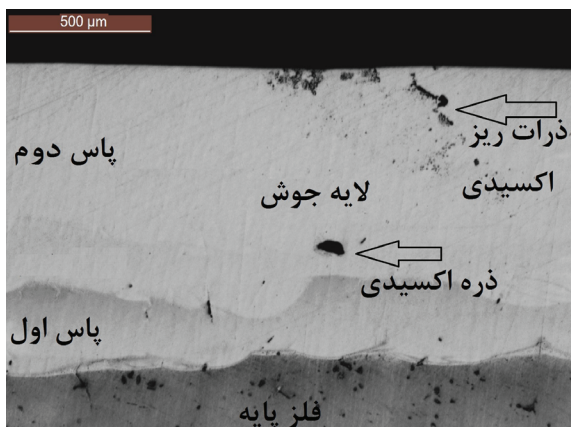 500 µm
ذرات ریز
اکسیدی
پاس دوم
لایه جوش
ذره اکسیدی
پاس اول
فلز پایه